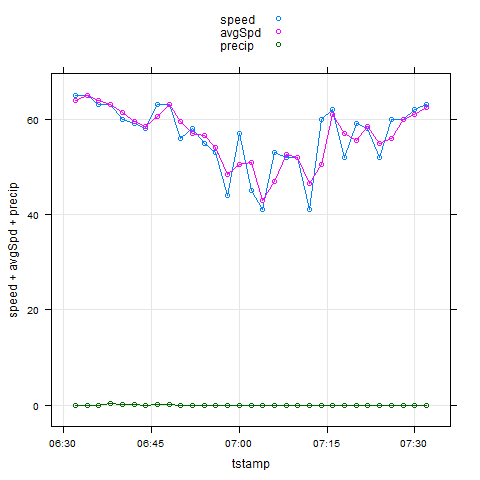 speed
avgSpd
precip
speed + avgSpd + precip
60
40
20
0
06:30 06:45 07:00 07:15 07:30
tstamp